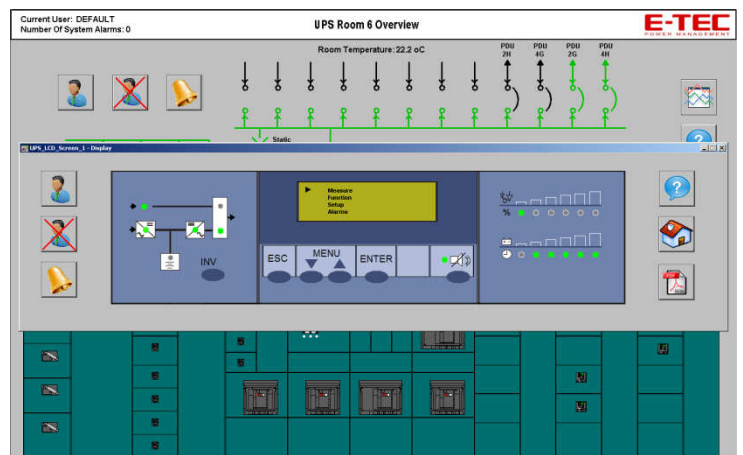 Current User: DEFAULT
Number Of System Alarms: 0
UPS Room 6 Overview
E-TEC
POWER MANAGEMENT
Room Temperature: 22.2 oC
PDU 2H
PDU 4G
PDU 2G
PDU 4H
Static
UPS_LCD_Screen_1 - Display
Measure
Function
Setup
Alarms
INV
ESC
MENU
ENTER
%